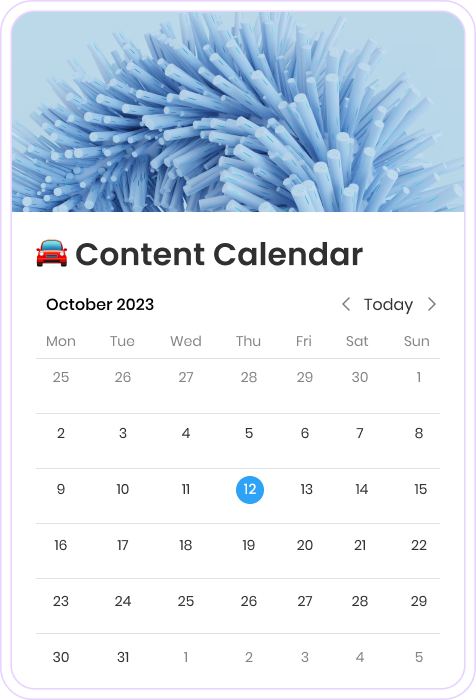 Content Calendar
October 2023 Today
Mon Tue Wed Thu Fri Sat Sun
25 26 27 28 29 30 1
2 3 4 5 6 7 8
9 10 11 12 13 14 15
16 17 18 19 20 21 22
23 24 25 26 27 28 29
30 31 1 2 3 4 5